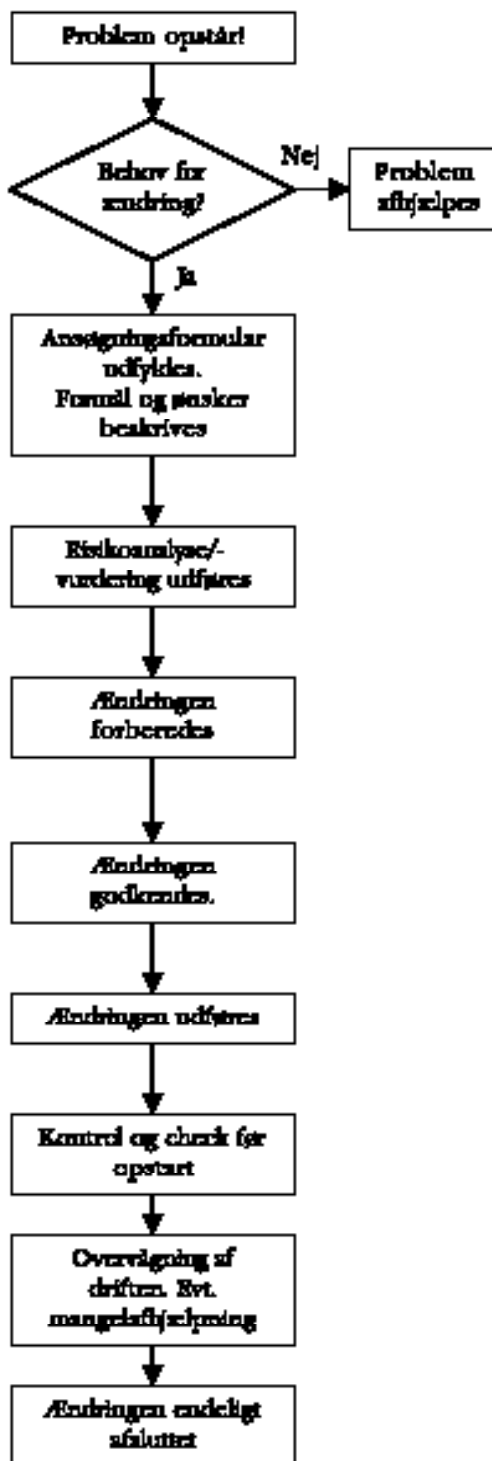 Problem opstår!
Behov for
ændring?
Nej
Problem
afhjælpes
Ja
Ansøgningsformular
udfyldes.
Formål og ønsker
beskrives
Risikoanalyse/-
vurdering udføres
Ændringen
forberedes
Ændringen
godkendes.
Ændringen udføres
Kontrol og check før
opstart
Overvågning af
driften. Evt.
mangelafhjælpning
Ændringen endeligt
afsluttet